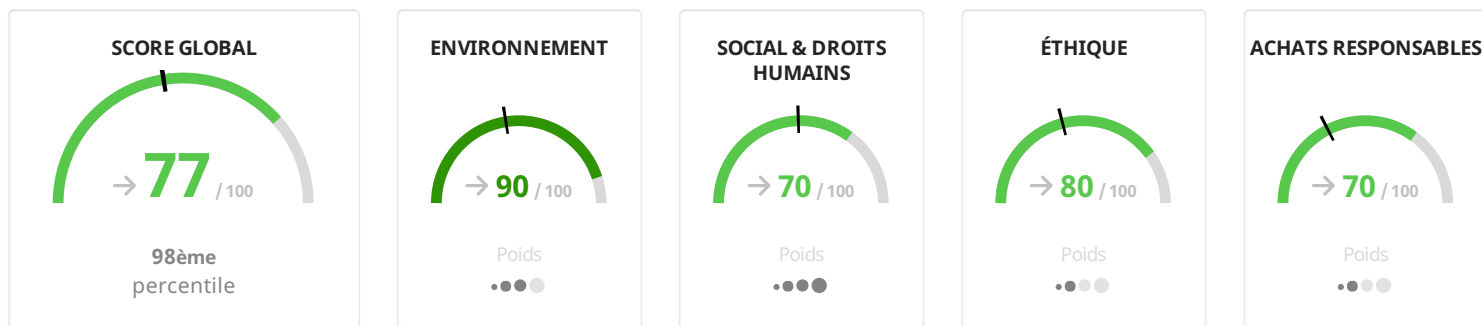 SCORE GLOBAL
→ 77 / 100
98ème
percentile
ENVIRONNEMENT
→ 90 / 100
Poids
SOCIAL & DROITS
HUMAINS
→ 70 / 100
Poids
ÉTHIQUE
→ 80 / 100
Poids
ACHATS RESPONSABLES
→ 70 / 100
Poids